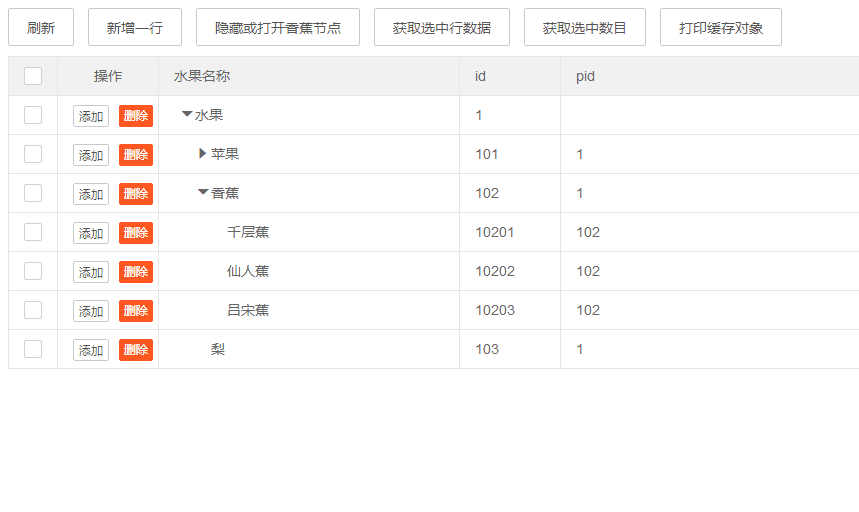 刷新 新增一行 隐藏或打开香蕉节点 获取选中行数据 获取选中数目 打印缓存对象
操作 水果名称 id pid
添加 删除 水果 1
添加 删除 苹果 101 1
添加 删除 香蕉 102 1
添加 删除 千层蕉 10201 102
添加 删除 仙人蕉 10202 102
添加 删除 吕宋蕉 10203 102
添加 删除 梨 103 1